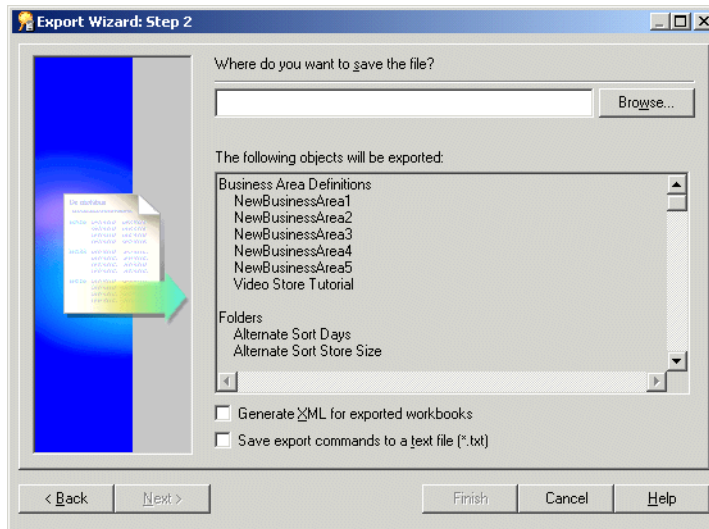 Export Wizard: Step 2
Where do you want to save the file?
Browse...
The following objects will be exported:
Business Area Definitions
NewBusinessArea1
NewBusinessArea2
NewBusinessArea3
NewBusinessArea4
NewBusinessArea5
Video Store Tutorial
Folders
Alternate Sort Days
Alternate Sort Store Size
Generate XML for exported workbooks
Save export commands to a text file (*.txt)
< Back
Next >
Finish
Cancel
Help